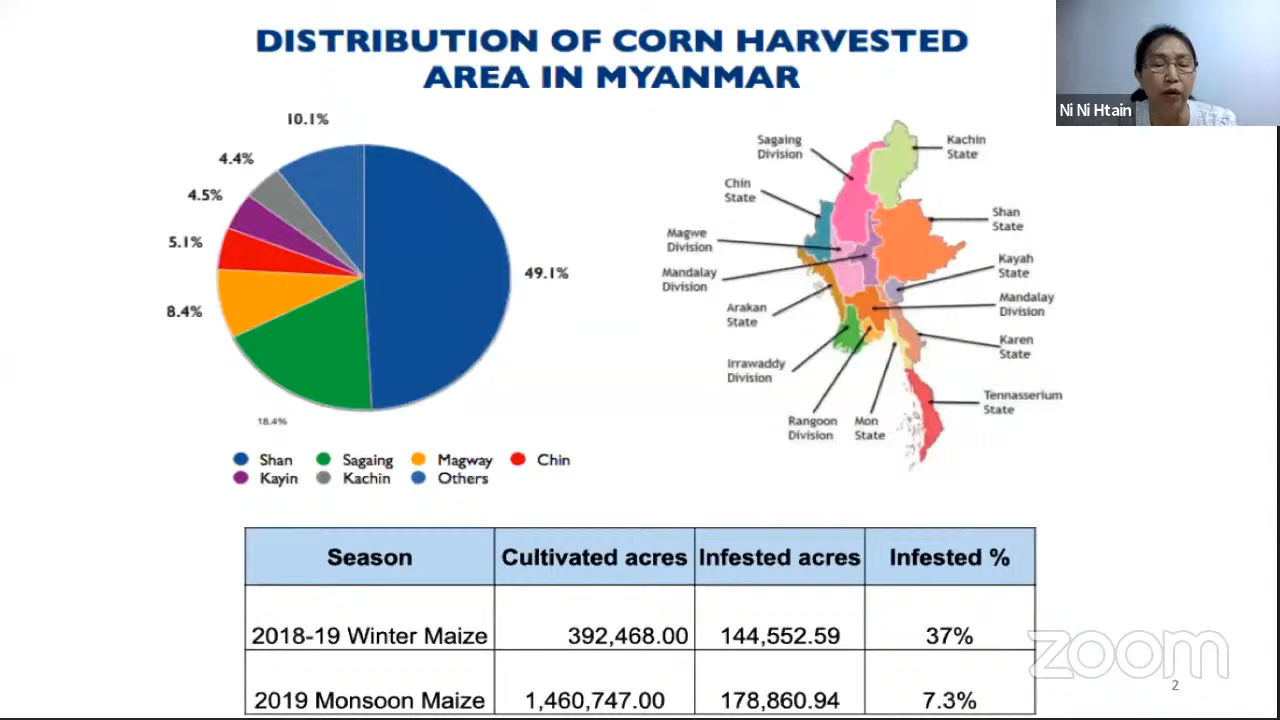 DISTRIBUTION OF CORN HARVESTED
AREA IN MYANMAR
Ni Ni Htain
10.1%
4.4%
4.5%
5.1%
8.4%
49.1%
18.4%
Shan
Sagaing
Magway
Chin
Kayin
Kachin
Others
Sagaing
Division
Kachin
State
Chin
State
Shan
State
Magwe
Division
Kayah
State
Mandalay
Division
Mandalay
Division
Arakan
State
Karen
State
Irrawaddy
Division
Tennasserium
State
Rangoon
Division
Mon
State
Season Cultivated acres Infested acres Infested %
2018-19 Winter Maize 392,468.00 144,552.59 37%
2019 Monsoon Maize 1,460,747.00 178,860.94 7.3%
zoom
2